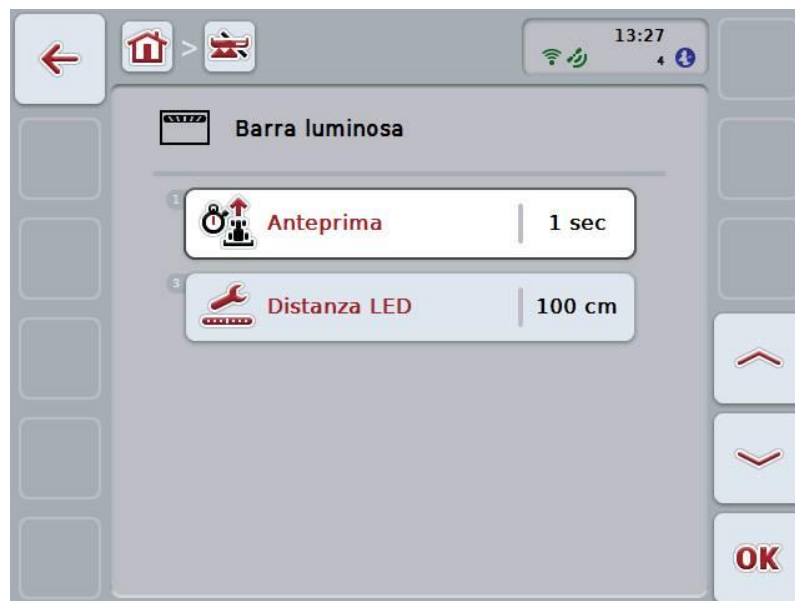 13:27
4
Barra luminosa
1
Anteprima 1 sec
3
Distanza LED 100 cm
OK